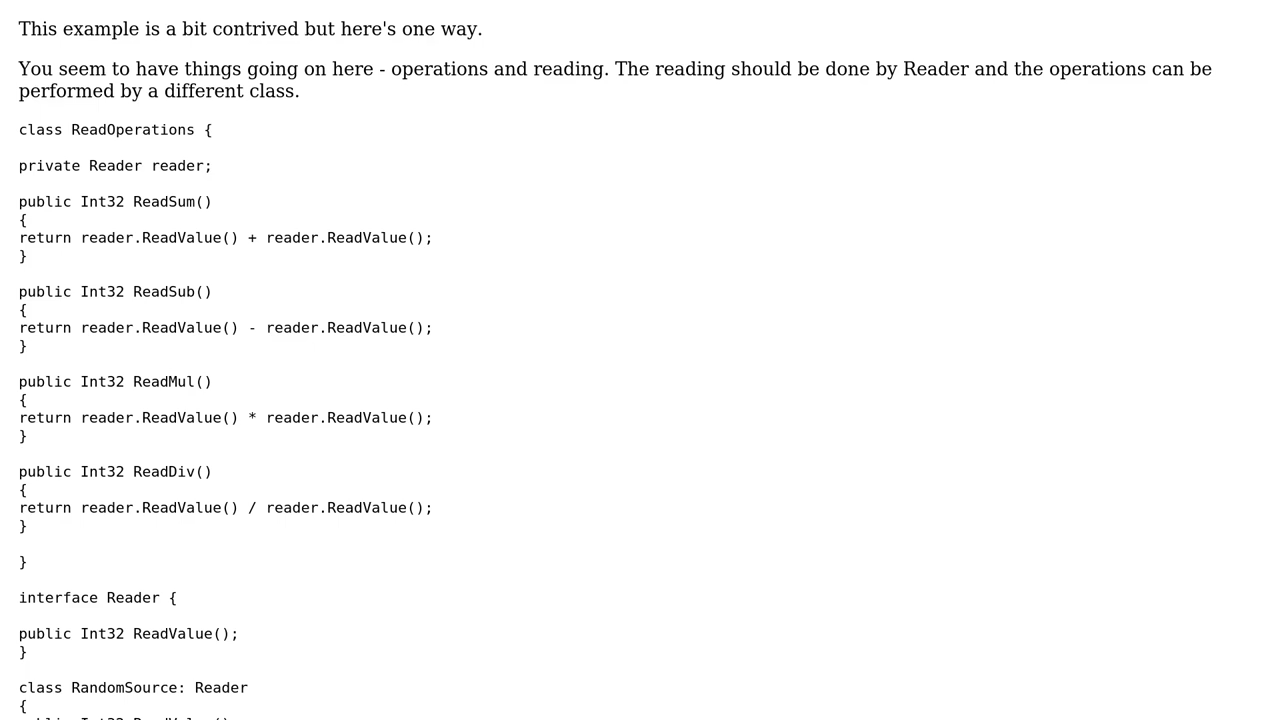 This example is a bit contrived but here's one way.
You seem to have things going on here - operations and reading. The reading should be done by Reader and the operations can be
performed by a different class.
class ReadOperations {
private Reader reader;
public Int32 ReadSum()
{
return reader.ReadValue() + reader.ReadValue();
}
public Int32 ReadSub()
{
return reader.ReadValue() - reader.ReadValue();
}
public Int32 ReadMul()
{
return reader.ReadValue() * reader.ReadValue();
}
public Int32 ReadDiv()
{
return reader.ReadValue() / reader.ReadValue();
}
}
interface Reader {
public Int32 ReadValue();
}
class RandomSource: Reader
{
public Int32 ReadValue()